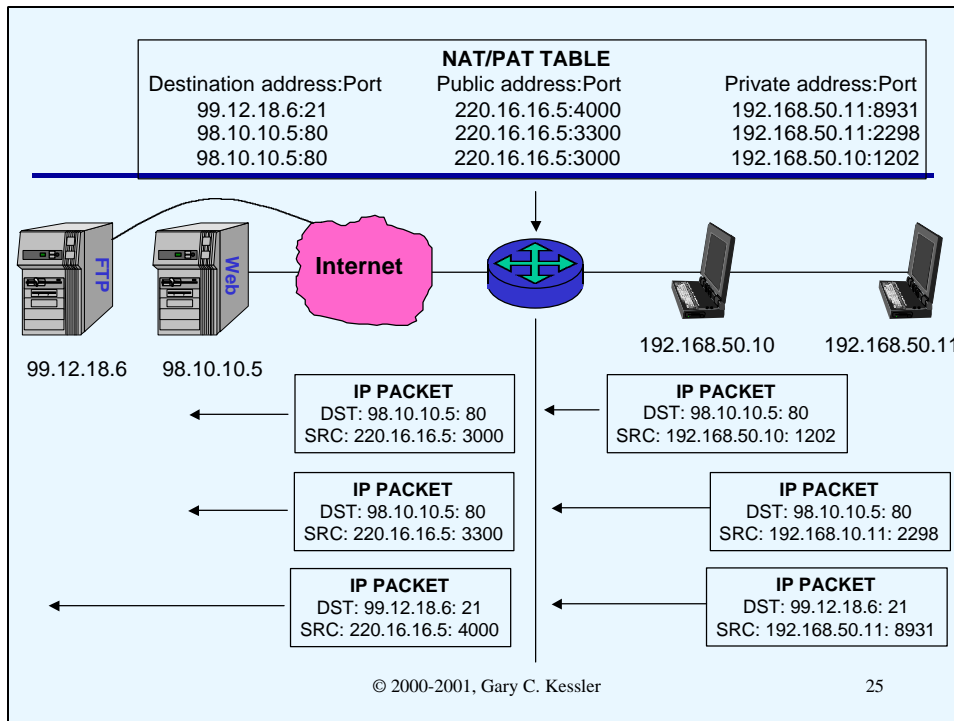 NAT/PAT TABLE
Destination address:Port Public address:Port Private address:Port
99.12.18.6:21 220.16.16.5:4000 192.168.50.11:8931
98.10.10.5:80 220.16.16.5:3300 192.168.50.11:2298
98.10.10.5:80 220.16.16.5:3000 192.168.50.10:1202
FTP
Web
Internet
99.12.18.6
98.10.10.5
192.168.50.10
192.168.50.11
IP PACKET
DST: 98.10.10.5: 80
SRC: 220.16.16.5: 3000
IP PACKET
DST: 98.10.10.5: 80
SRC: 192.168.50.10: 1202
IP PACKET
DST: 98.10.10.5: 80
SRC: 220.16.16.5: 3300
IP PACKET
DST: 98.10.10.5: 80
SRC: 192.168.10.11: 2298
IP PACKET
DST: 99.12.18.6: 21
SRC: 220.16.16.5: 4000
IP PACKET
DST: 99.12.18.6: 21
SRC: 192.168.50.11: 8931
© 2000-2001, Gary C. Kessler
25